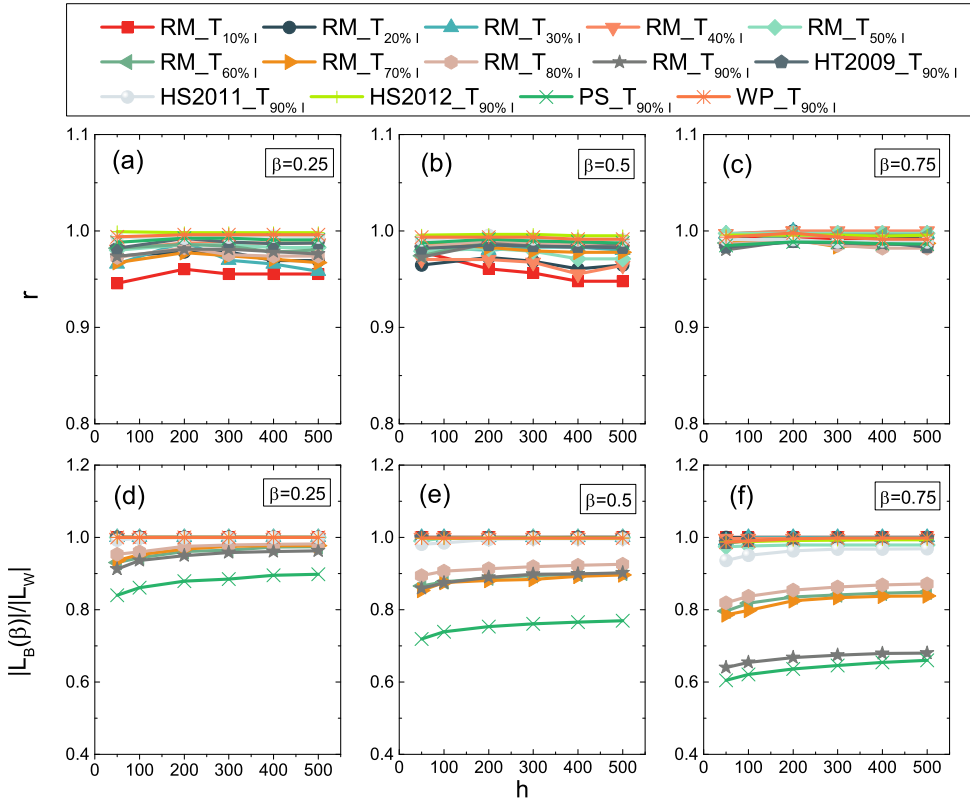 RM_T10% I RM_T20% I RM_T30% I RM_T40% I RM_T50% I
RM_T60% I RM_T70% I RM_T80% I RM_T90% I HT2009_T90% I
HS2011_T90% I HS2012_T90% I PS_T90% I WP_T90% I
1.1 1.1 1.1
(a) β=0.25 (b) β=0.5 (c) β=0.75
1.0 1.0 1.0
r
0.9 0.9 0.9
0.8 0.8 0.8
0 100 200 300 400 500 0 100 200 300 400 500 0 100 200 300 400 500
1.2 1.2 1.2
(d) β=0.25 (e) β=0.5 (f) β=0.75
1.0 1.0 1.0
|LB(β)|/|LW|
0.8 0.8 0.8
0.6 0.6 0.6
0.4 0.4 0.4
0 100 200 300 400 500 0 100 200 300 400 500 0 100 200 300 400 500
h